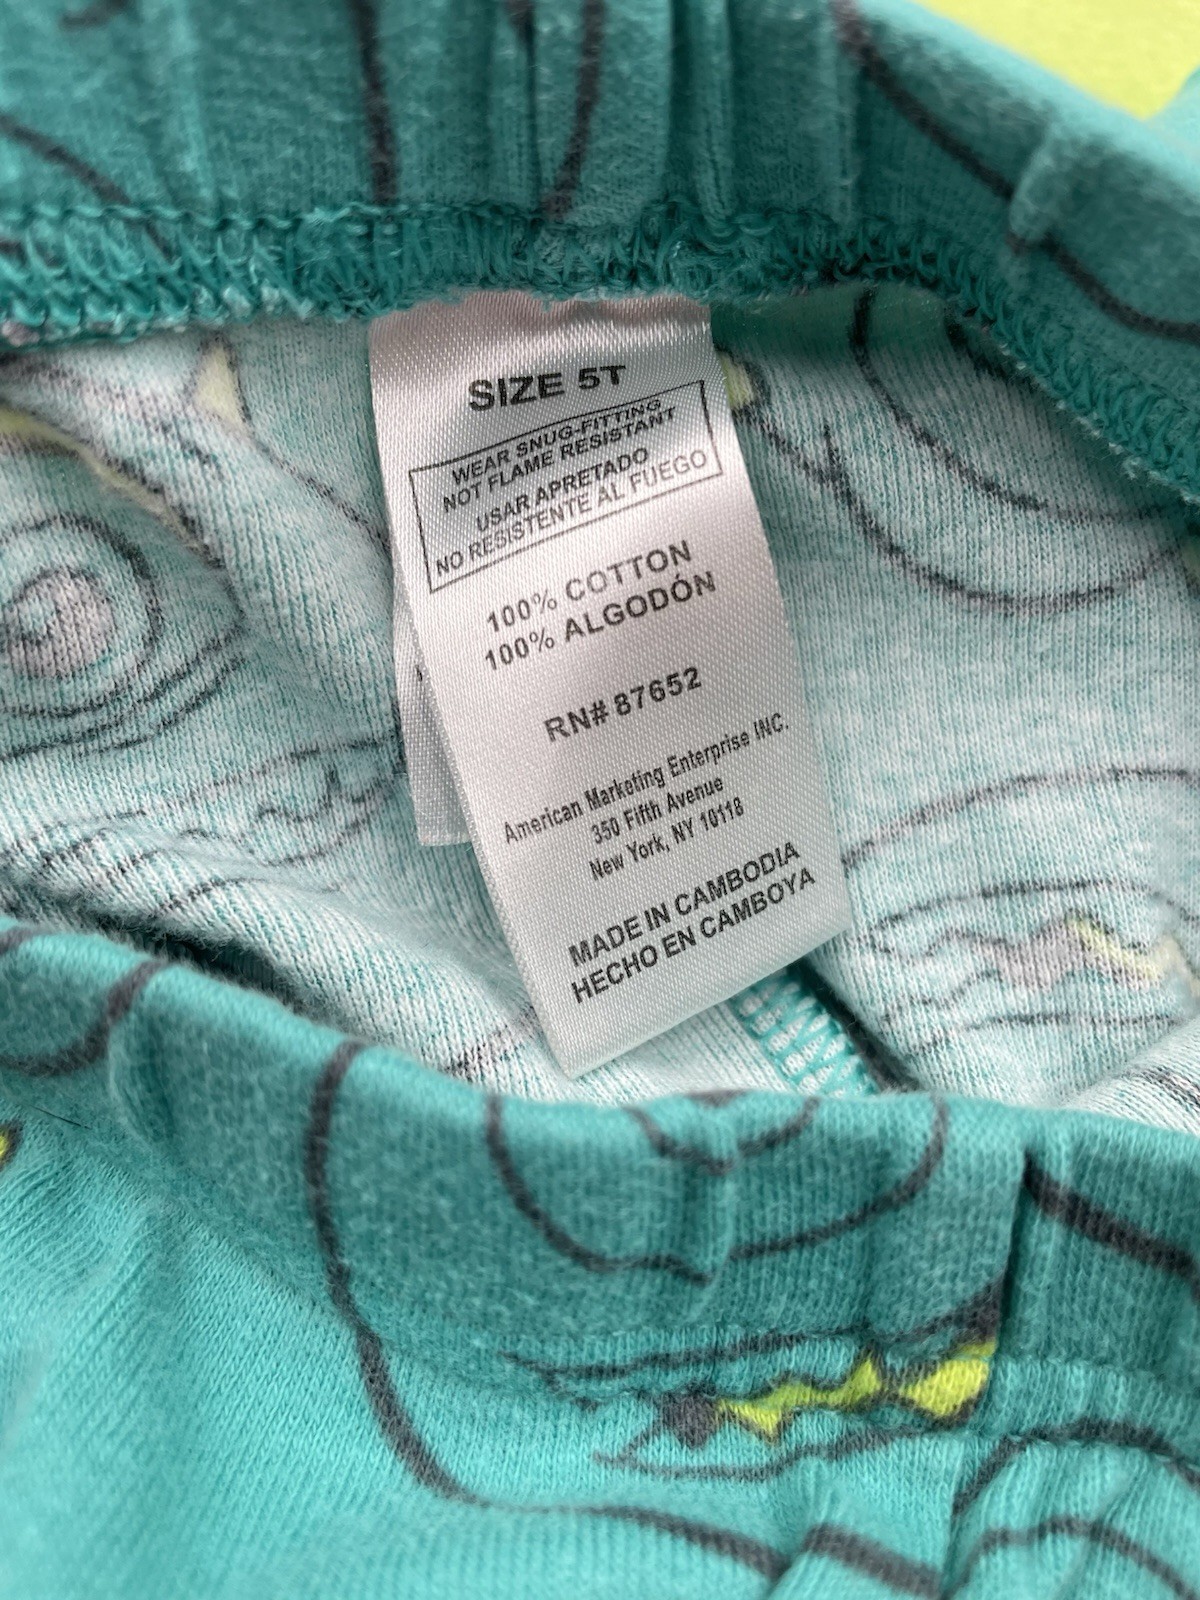 SIZE 5T
WEAR SNUG-FITTING
NOT FLAME RESISTANT
USAR APRETADO
NO RESISTENTE AL FUEGO
100% COTTON
100% ALGODÓN
RN# 87652
American Marketing Enterprise INC.
350 Fifth Avenue
New York, NY 10118
MADE IN CAMBODIA
HECHO EN CAMBOYA